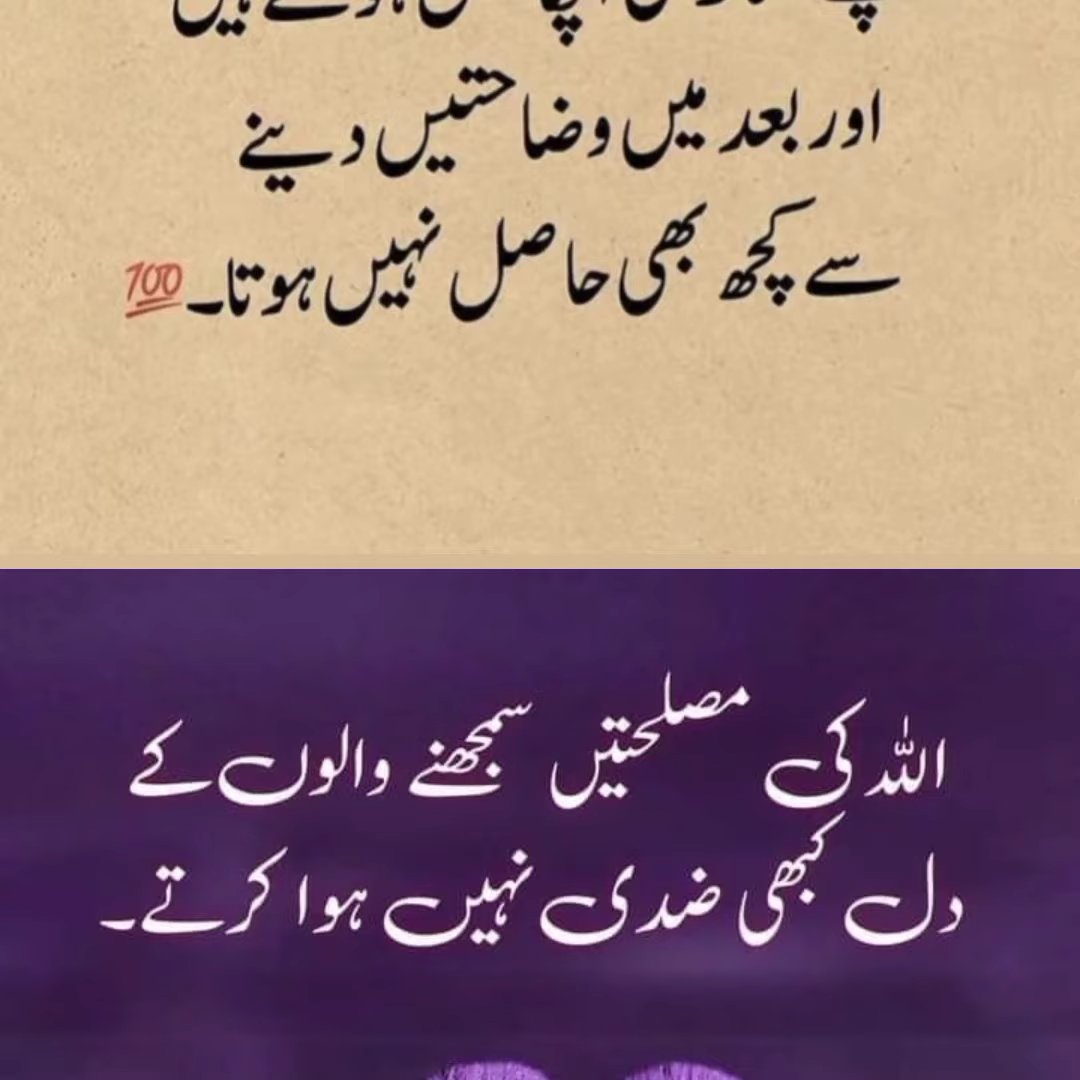 اور بعد میں وضاحتیں دینے
سے کچھ بھی حاصل نہیں ہوتا۔ 💯
اللہ کی مصلحتیں سمجھنے والوں کے
دل کبھی ضدی نہیں ہوا کرتے۔